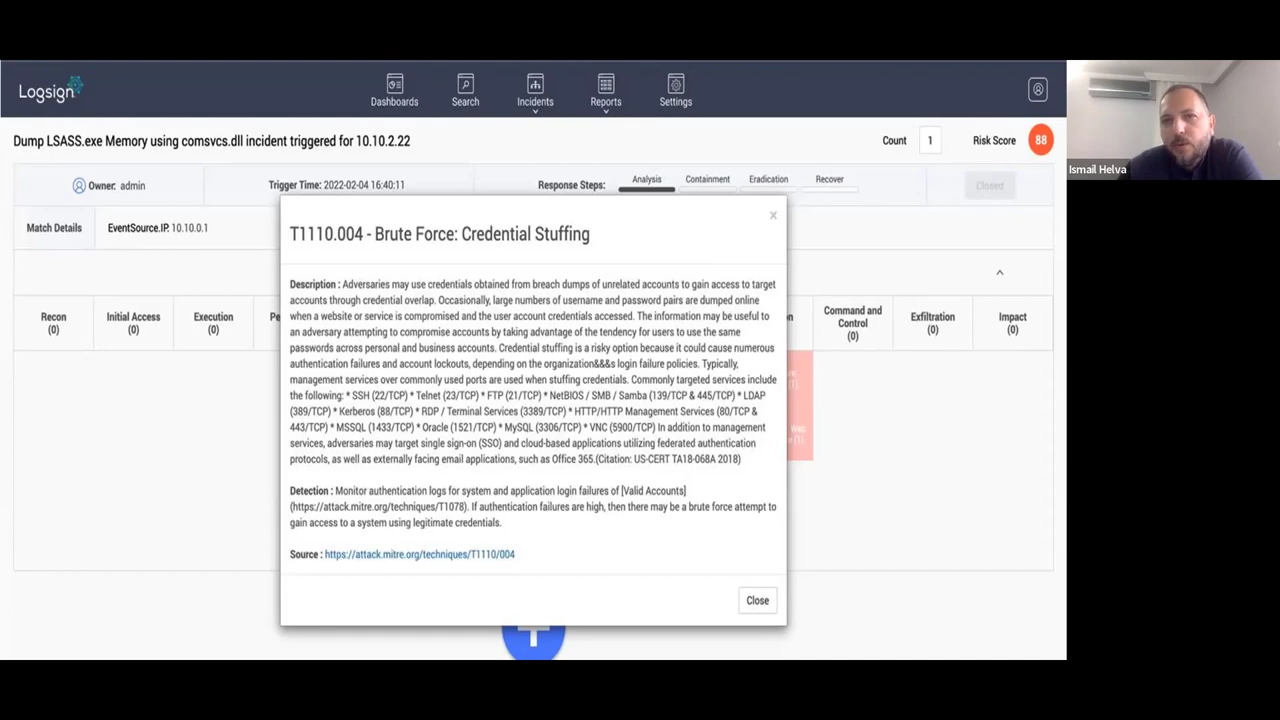 Logsign
Dashboards
Search
Incidents
Reports
Settings
Ismail Helva
Dump LSASS.exe Memory using comsvcs.dll incident triggered for 10.10.2.22
Count 1 Risk Score 88
Owner: admin
Trigger Time: 2022-02-04 16:40:11
Response Steps: Analysis Containment Eradication Recover
Closed
Match Details EventSource.IP: 10.10.0.1
T1110.004 - Brute Force: Credential Stuffing
x
Description : Adversaries may use credentials obtained from breach dumps of unrelated accounts to gain access to target
accounts through credential overlap. Occasionally, large numbers of username and password pairs are dumped online
when a website or service is compromised and the user account credentials accessed. The information may be useful to
an adversary attempting to compromise accounts by taking advantage of the tendency for users to use the same
passwords across personal and business accounts. Credential stuffing is a risky option because it could cause numerous
authentication failures and account lockouts, depending on the organization&&&s login failure policies. Typically,
management services over commonly used ports are used when stuffing credentials. Commonly targeted services include
the following: * SSH (22/TCP) * Telnet (23/TCP) * FTP (21/TCP) * NetBIOS / SMB / Samba (139/TCP & 445/TCP) * LDAP
(389/TCP) * Kerberos (88/TCP) * RDP / Terminal Services (3389/TCP) * HTTP/HTTP Management Services (80/TCP &
443/TCP) * MSSQL (1433/TCP) * Oracle (1521/TCP) * MySQL (3306/TCP) * VNC (5900/TCP) In addition to management
services, adversaries may target single sign-on (SSO) and cloud-based applications utilizing federated authentication
protocols, as well as externally facing email applications, such as Office 365.(Citation: US-CERT TA18-068A 2018)
Detection : Monitor authentication logs for system and application login failures of [Valid Accounts]
(https://attack.mitre.org/techniques/T1078). If authentication failures are high, then there may be a brute force attempt to
gain access to a system using legitimate credentials.
Source : https://attack.mitre.org/techniques/T1110/004
Close
Recon
(0)
Initial Access
(0)
Execution
(0)
Pe
n
Command and
Control
(0)
Exfiltration
(0)
Impact
(0)